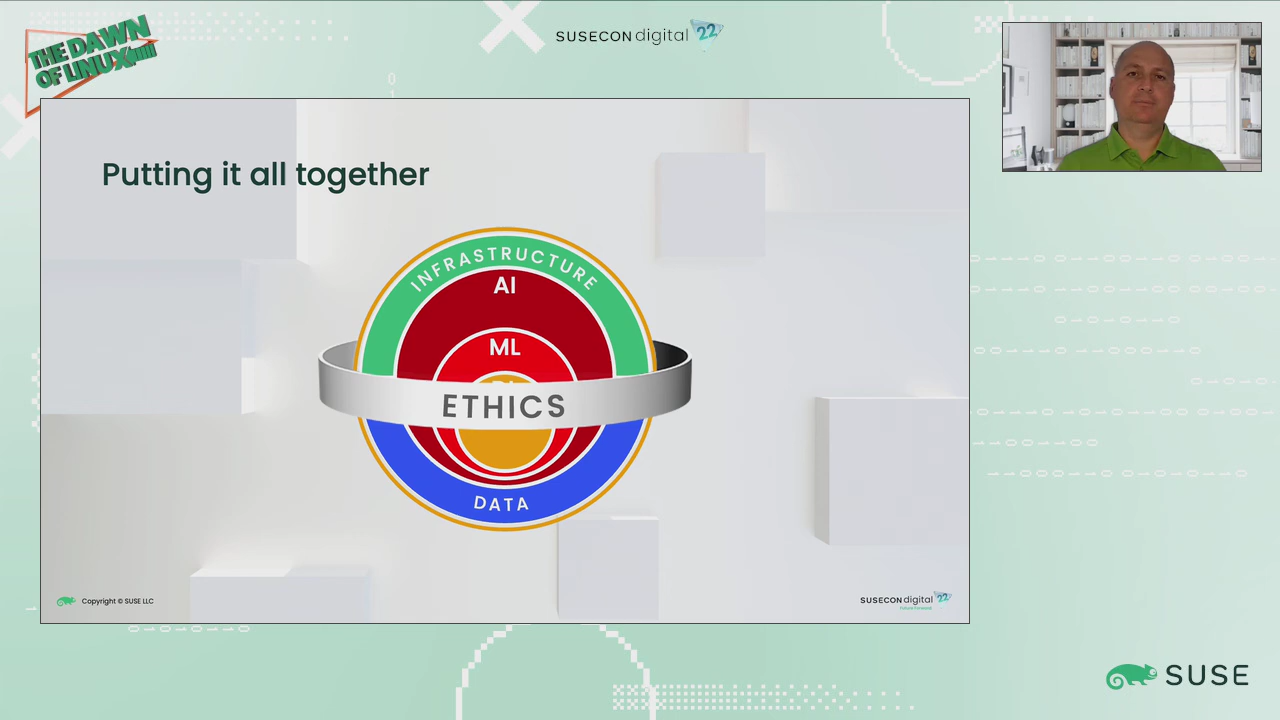 THE DAWN
OF LINUX
SUSECON digital 22
Putting it all together
INFRASTRUCTURE
AI
ML
ETHICS
DATA
Copyright © SUSE LLC
SUSECON digital 22
SUSE